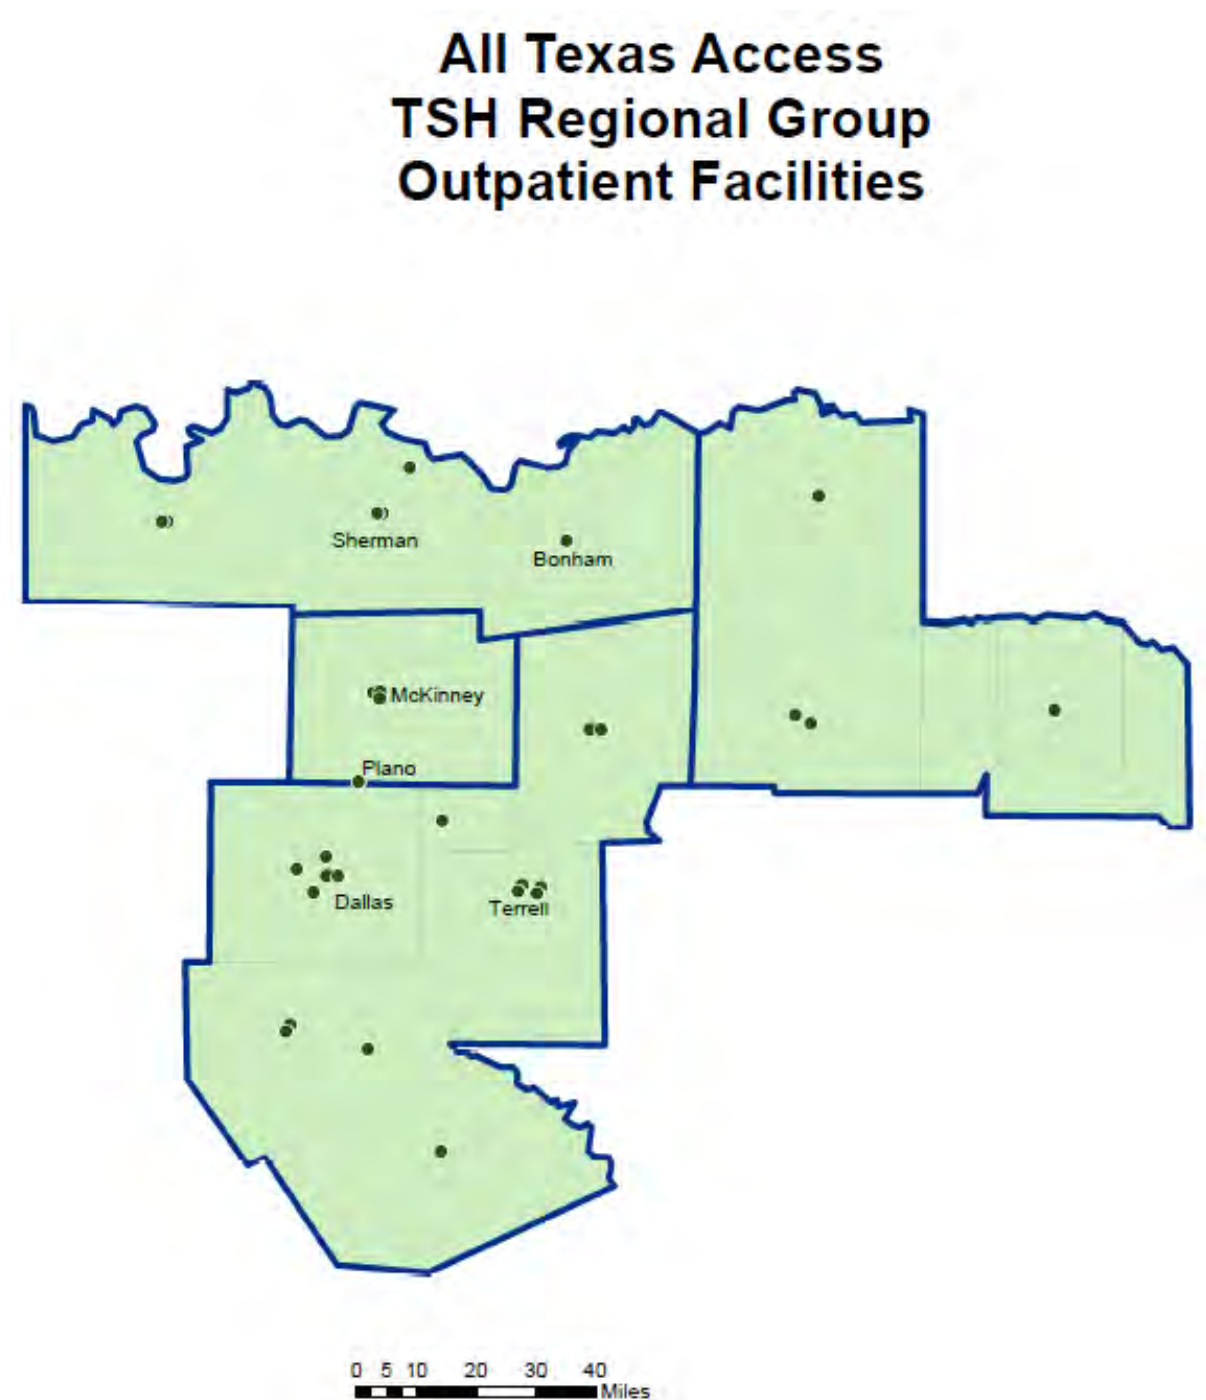 All Texas Access
TSH Regional Group
Outpatient Facilities
Sherman
Bonham
McKinney
Plano
Dallas
Terrell
0 5 10 20 30 40
Miles